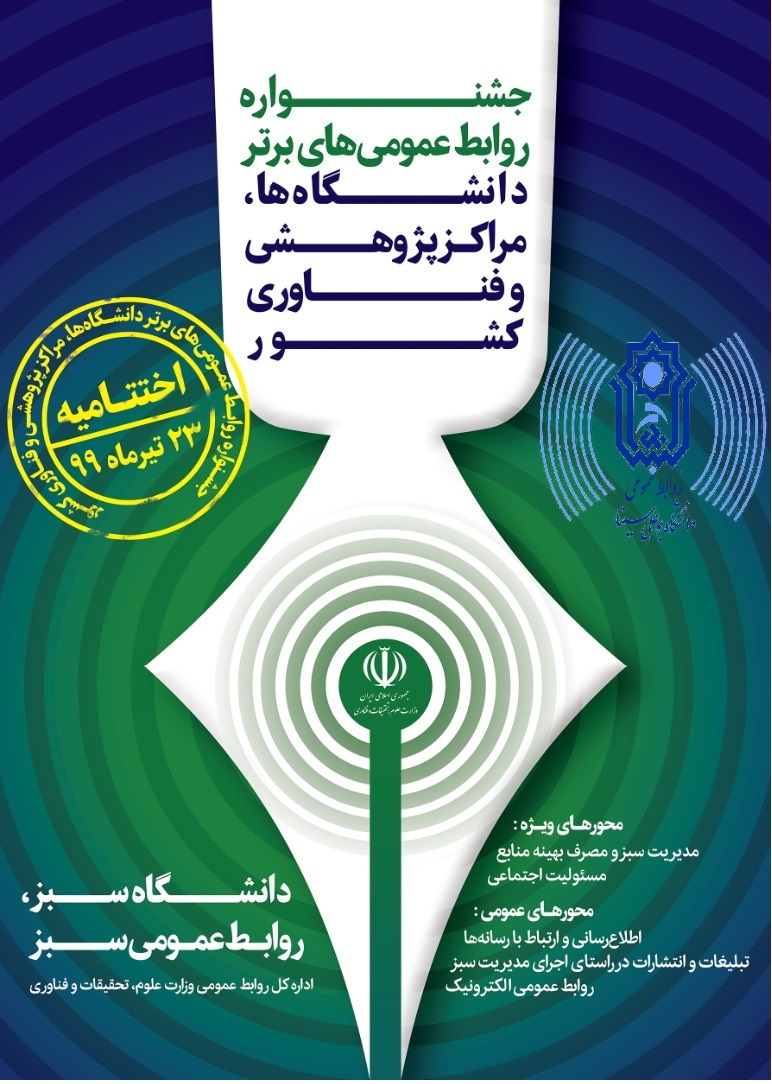 جشنواره
روابط عمومی‌های برتر
دانشگاه‌ها،
مراکز پژوهشی
و فناوری
کشور
جشنواره روابط عمومی‌های برتر دانشگاه‌ها، مراکز پژوهشی و فناوری کشور
اختتامیه
۲۳ تیرماه ۹۹
روابط عمومی
دانشگاه بوعلی سینا
جمهوری اسلامی ایران
وزارت علوم، تحقیقات و فناوری
محورهای ویژه :
مدیریت سبز و مصرف بهینه منابع
مسئولیت اجتماعی
محورهای عمومی :
اطلاع‌رسانی و ارتباط با رسانه‌ها
تبلیغات و انتشارات در راستای اجرای مدیریت سبز
روابط عمومی الکترونیک
دانشگاه سبز،
روابط عمومی سبز
اداره کل روابط عمومی وزارت علوم، تحقیقات و فناوری